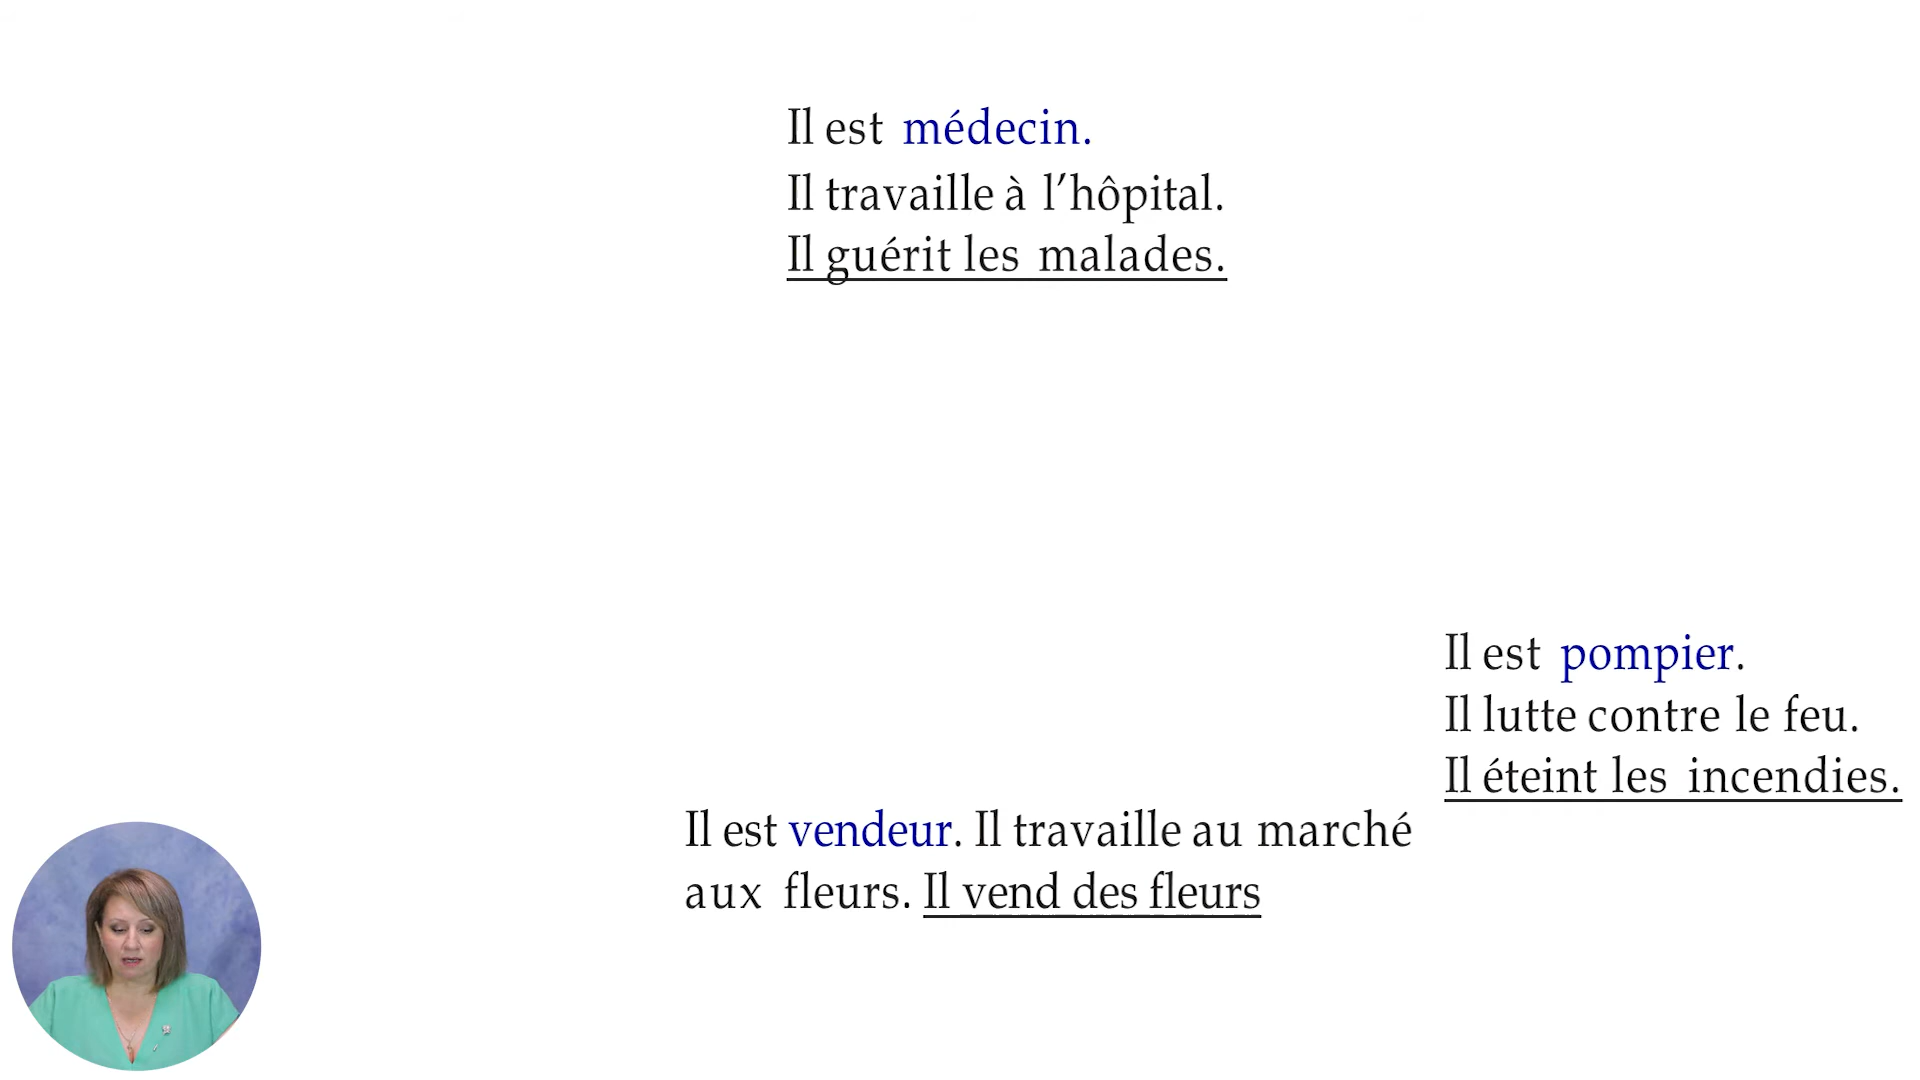 Il est médecin.
Il travaille à l’hôpital.
Il guérit les malades.
Il est pompier.
Il lutte contre le feu.
Il éteint les incendies.
Il est vendeur. Il travaille au marché
aux fleurs. Il vend des fleurs